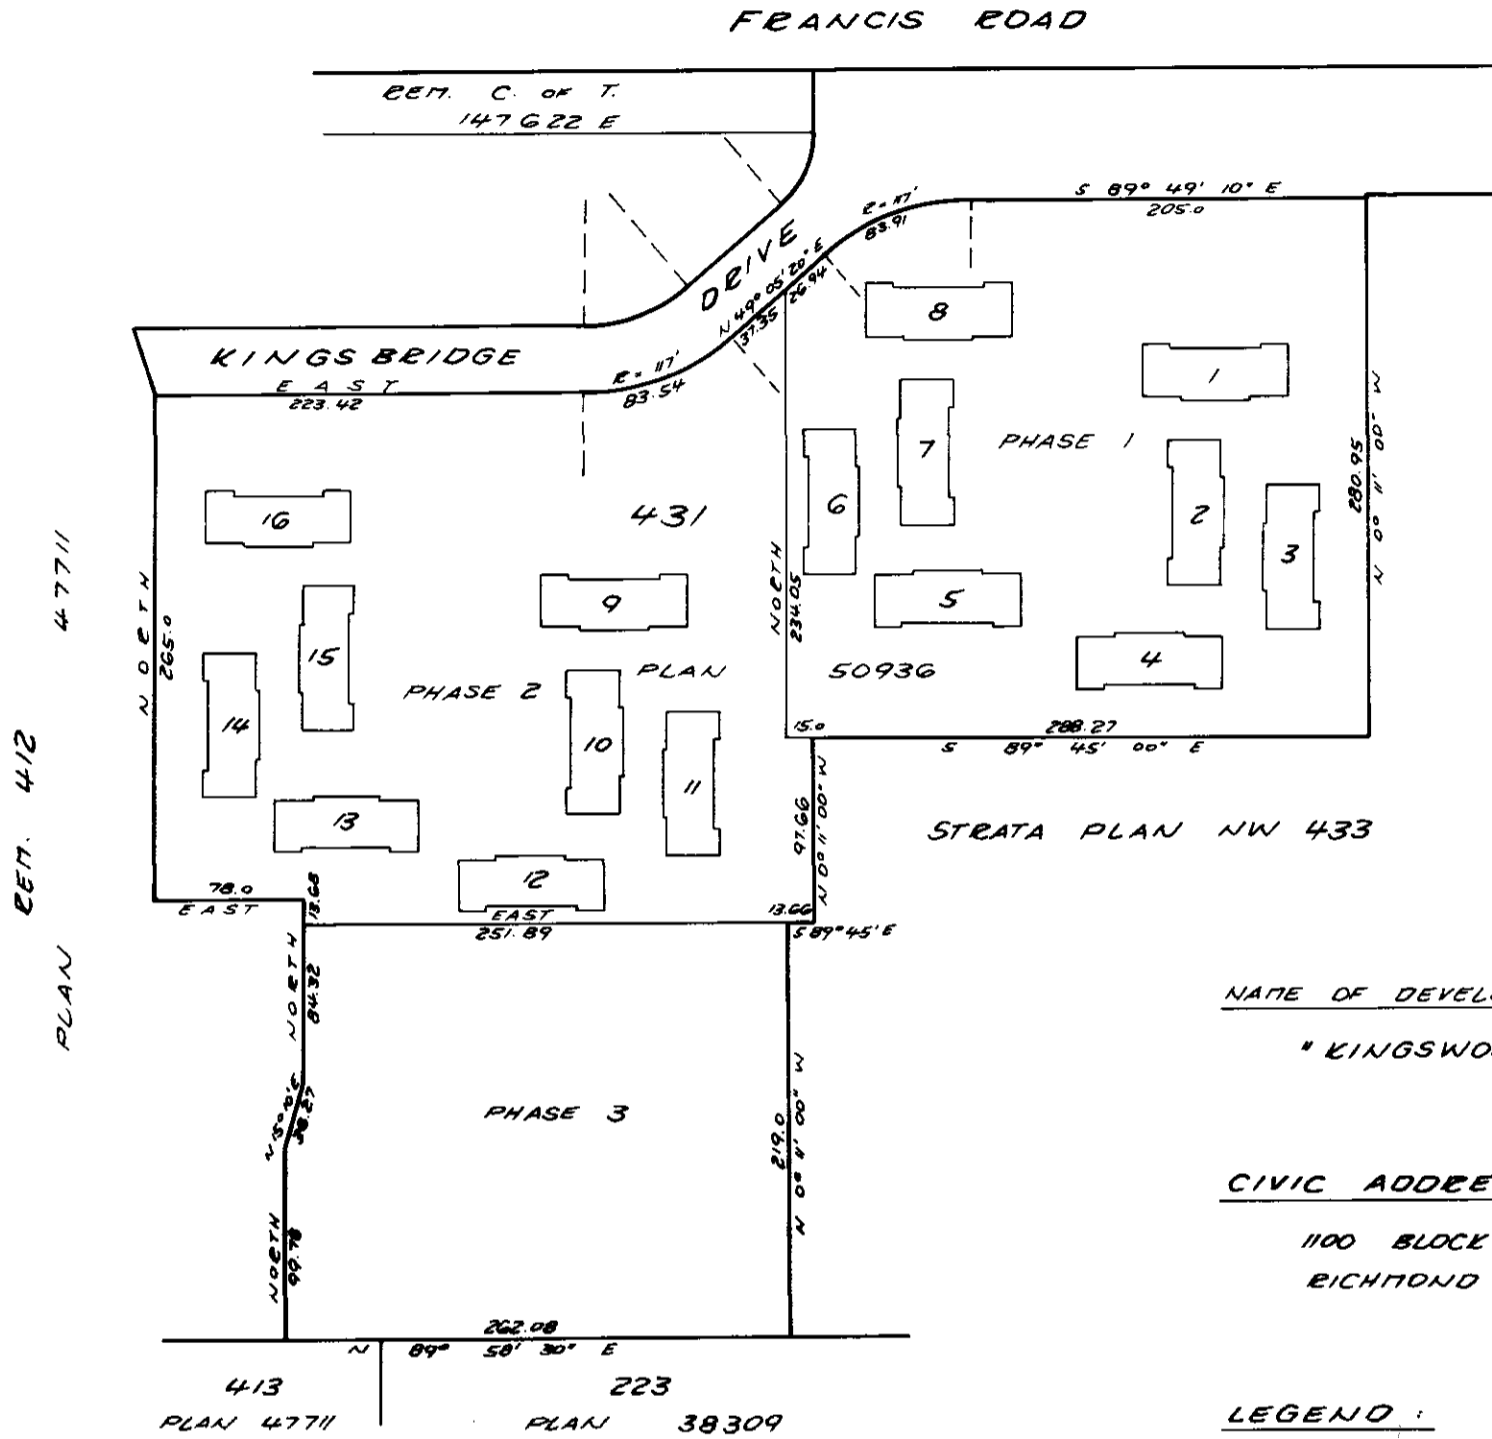 FRANCIS ROAD
REM. C. OF T.
147622 E
S 89° 49' 10" E
205.0
R = 117'
83.91
DRIVE
N 49° 05' 20" E
26.94
37.35
KINGSBRIDGE
EAST
223.42
R = 117'
83.54
8
1
7
PHASE 1
2
3
6
5
4
N 0° 11' 00" W
280.95
16
431
9
15
14
PHASE 2
PLAN
50936
10
11
13
12
NORTH
265.0
NORTH
234.05
15.0
288.27
S 89° 45' 00" E
97.66
N 0° 11' 00" W
STRATA PLAN NW 433
78.0
EAST
13.68
EAST
251.89
13.66
S 89° 45' E
PLAN 47711
REM. 412
NORTH
84.32
N 15° 10' E
NORTH
99.78
PHASE 3
219.0
N 0° 11' 00" W
262.08
N 89° 58' 30" E
413
PLAN 47711
223
PLAN 38309
NAME OF DEVEL
" KINGSWO
CIVIC ADDRE
1100 BLOCK
RICHMOND
LEGEND :